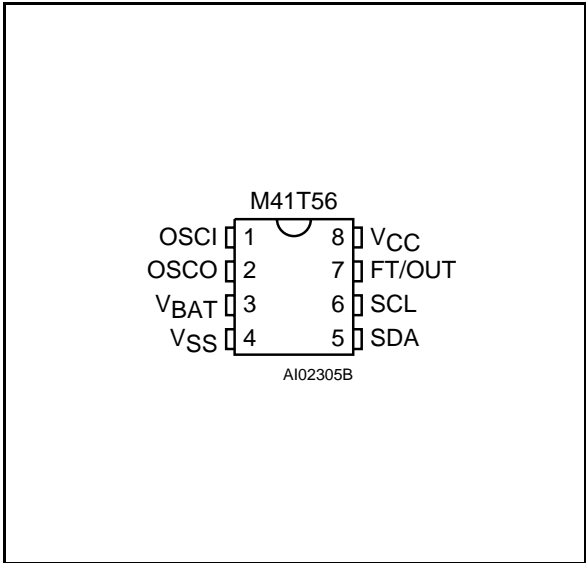 M41T56
OSCI 1 8 VCC
OSCO 2 7 FT/OUT
VBAT 3 6 SCL
VSS 4 5 SDA
AI02305B